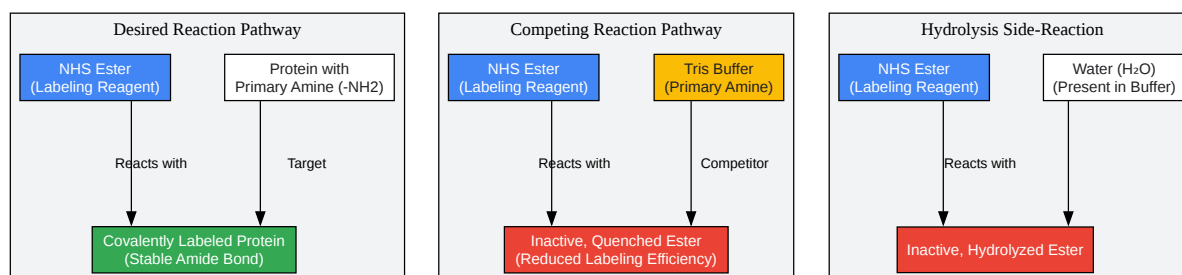 Desired Reaction Pathway
NHS Ester
(Labeling Reagent)
Protein with
Primary Amine (-NH2)
Reacts with
Target
Covalently Labeled Protein
(Stable Amide Bond)
Competing Reaction Pathway
NHS Ester
(Labeling Reagent)
Tris Buffer
(Primary Amine)
Reacts with
Competitor
Inactive, Quenched Ester
(Reduced Labeling Efficiency)
Hydrolysis Side-Reaction
NHS Ester
(Labeling Reagent)
Water (H₂O)
(Present in Buffer)
Reacts with
Inactive, Hydrolyzed Ester